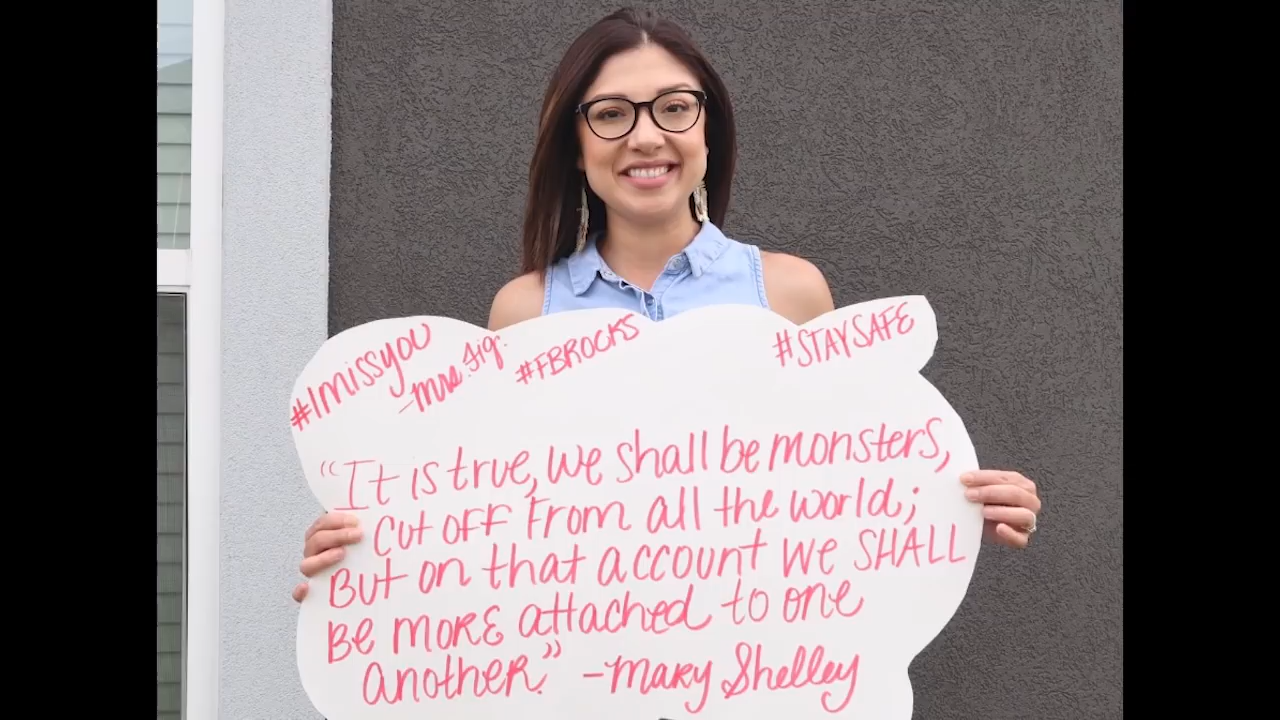 #IMISSYOU
-Mrs. Fig.
#FBROCKS
#STAYSAFE
"It is true, we shall be monsters,
cut off from all the world;
But on that account we SHALL
Be more attached to one
another." -Mary Shelley